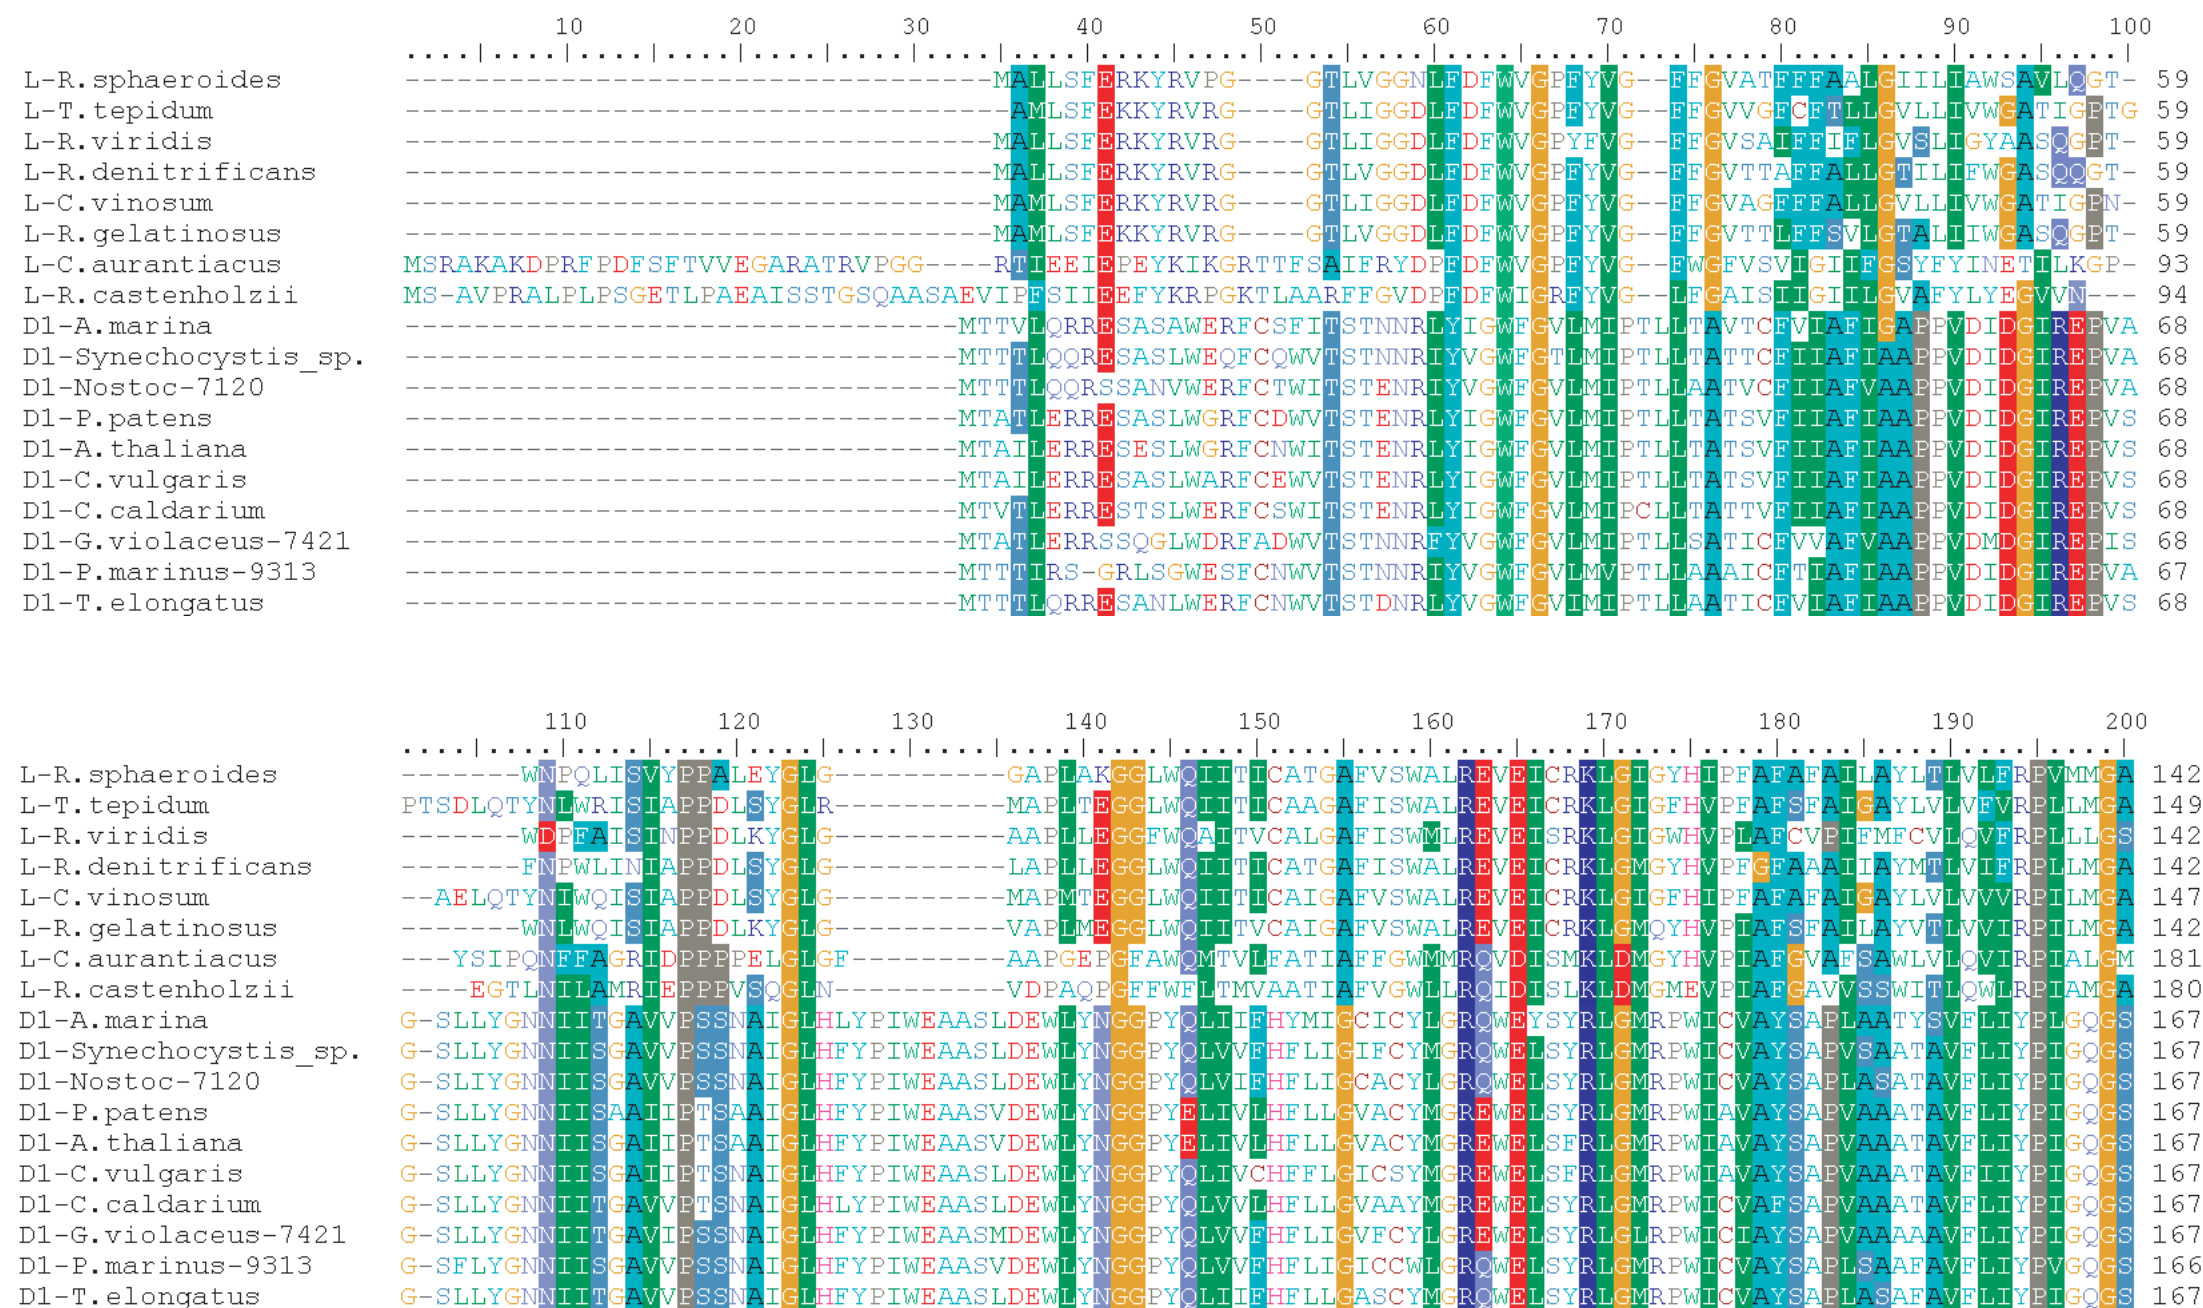 10 20 30 40 50 60 70 80 90 100
L-R.sphaeroides ----------------------------------MALLSFERKYRVPG----GTLVGGNLFDFWVGPFYVG--FFGVATFFFAALGIILIAWSAVLQGT- 59
L-T.tepidum -----------------------------------AMLSFEKKYRVRG----GTLIGGDLFDFWVGPFYVG--FFGVVGFCFTLLGVLLIVWGATIGPTG 59
L-R.viridis ----------------------------------MALLSFERKYRVRG----GTLIGGDLFDFWVGPYFVG--FFGVSAIFFIFLGVSLIGYAASQGPT- 59
L-R.denitrificans ----------------------------------MALLSFERKYRVRG----GTLVGGDLFDFWVGPFYVG--FFGVTTAFFALLGTILIFWGASQQGT- 59
L-C.vinosum ----------------------------------MAMLSFEKKYRVRG----GTLIGGDLFDFWVGPFYVG--FFGVAGFFFALLGVLLIVWGATIGPN- 59
L-R.gelatinosus ----------------------------------MAMLSFEKKYRVRG----GTLVGGDLFDFWVGPFYVG--FFGVTTLFFSVLGTALIIWGASQGPT- 59
L-C.aurantiacus MSRAKAKDPRFPDFSFTVVEGARATRVPGG----RTIEEIEPEYKIKGRTTFSAIFRYDPFDFWVGPFYVG--FWGFVSVIGIIFGSYFYINETILKGP- 93
L-R.castenholzii MS-AVPRALPLPSGETLPAEAISSTGSQAASAEVIPFSIIEEFYKRPGKTLAARFFGVDPFDFWIGRFYVG--LFGAISIIGIILGVAFYLYEGVVN--- 94
D1-A.marina --------------------------------MTTVLQRRESASAWERFCSFITSTNNRLYIGWFGVLMIPTLLTAVTCFVIAFIGAPPVDIDGIREPVA 68
D1-Synechocystis_sp. --------------------------------MTTTLQQRESASLWEQFCQWVTSTNNRIYVGWFGTLMIPTLLTATTCFIIAFIAAPPVDIDGIREPVA 68
D1-Nostoc-7120 --------------------------------MTTTLQQRSSANVWERFCTWITSTENRIYVGWFGVLMIPTLLAATVCFIIAFVAAPPVDIDGIREPVA 68
D1-P.patens --------------------------------MTATLERRESASLWGRFCDWVTSTENRLYIGWFGVLMIPTLLTATSVFIIAFIAAPPVDIDGIREPVS 68
D1-A.thaliana --------------------------------MTAILERRESESLWGRFCNWITSTENRLYIGWFGVLMIPTLLTATSVFIIAFIAAPPVDIDGIREPVS 68
D1-C.vulgaris --------------------------------MTAILERRESASLWARFCEWVTSTENRLYIGWFGVLMIPTLLTATSVFIIAFIAAPPVDIDGIREPVS 68
D1-C.caldarium --------------------------------MTVTLERRESTSLWERFCSWITSTENRLYIGWFGVLMIPCLLTATTVFIIAFIAAPPVDIDGIREPVS 68
D1-G.violaceus-7421 --------------------------------MTATLERRSSQGLWDRFADWVTSTNNRFYVGWFGVLMIPTLLSATICFVVAFVAAPPVDMDGIREPIS 68
D1-P.marinus-9313 --------------------------------MTTTIRS-GRLSGWESFCNWVTSTNNRIYVGWFGVLMVPTLLAAAICFTIAFIAAPPVDIDGIREPVA 67
D1-T.elongatus --------------------------------MTTTLQRRESANLWERFCNWVTSTDNRLYVGWFGVIMIPTLLAATICFVIAFIAAPPVDIDGIREPVS 68
110 120 130 140 150 160 170 180 190 200
L-R.sphaeroides -------WNPQLISVYPPALEYGLG----------GAPLAKGGLWQIITICATGAFVSWALREVEICRKLGIGYHIPFAFAFAILAYLTLVLFRPVMMGA 142
L-T.tepidum PTSDLQTYNLWRISIAPPDLSYGLR----------MAPLTEGGLWQIITICAAGAFISWALREVEICRKLGIGFHVPFAFSFAIGAYLVLVFVRPLLMGA 149
L-R.viridis -------WDPFAISINPPDLKYGLG----------AAPLLEGGFWQAITVCALGAFISWMLREVEISRKLGIGWHVPLAFCVPIFMFCVLQVFRPLLLGS 142
L-R.denitrificans -------FNPWLINIAPPDLSYGLG----------LAPLLEGGLWQIITICATGAFISWALREVEICRKLGMGYHVPFGFAAAIIAYMTLVIFRPLLMGA 142
L-C.vinosum --AELQTYNIWQISIAPPDLSYGLG----------MAPMTEGGLWQIITICAIGAFVSWALREVEICRKLGIGFHIPFAFAFAIGAYLVLVVVRPILMGA 147
L-R.gelatinosus -------WNLWQISIAPPDLKYGLG----------VAPLMEGGLWQIITVCAIGAFVSWALREVEICRKLGMQYHVPIAFSFAILAYVTLVVIRPILMGA 142
L-C.aurantiacus ---YSIPQNFFAGRIDPPPPELGLGF---------AAPGEPGFAWQMTVLFATIAFFGWMMRQVDISMKLDMGYHVPIAFGVAFSAWLVLQVIRPIALGM 181
L-R.castenholzii ----EGTLNILAMRIEPPPVSQGLN----------VDPAQPGFFWFLTMVAATIAFVGWLLRQIDISLKLDMGMEVPIAFGAVVSSWITLQWLRPIAMGA 180
D1-A.marina G-SLLYGNNIITGAVVPSSNAIGLHLYPIWEAASLDEWLYNGGPYQLIIFHYMIGCICYLGRQWEYSYRLGMRPWICVAYSAPLAATYSVFLIYPLGQGS 167
D1-Synechocystis_sp. G-SLLYGNNIISGAVVPSSNAIGLHFYPIWEAASLDEWLYNGGPYQLVVFHFLIGIFCYMGRQWELSYRLGMRPWICVAYSAPVSAATAVFLIYPIGQGS 167
D1-Nostoc-7120 G-SLIYGNNIISGAVVPSSNAIGLHFYPIWEAASLDEWLYNGGPYQLVIFHFLIGCACYLGRQWELSYRLGMRPWICVAYSAPLASATAVFLIYPIGQGS 167
D1-P.patens G-SLLYGNNIISAAIIPTSAAIGLHFYPIWEAASVDEWLYNGGPYELIVLHFLLGVACYMGREWELSYRLGMRPWIAVAYSAPVAAATAVFLIYPIGQGS 167
D1-A.thaliana G-SLLYGNNIISGAIIPTSAAIGLHFYPIWEAASVDEWLYNGGPYELIVLHFLLGVACYMGREWELSFRLGMRPWIAVAYSAPVAAATAVFLIYPIGQGS 167
D1-C.vulgaris G-SLLYGNNIISGAIIPTSNAIGLHFYPIWEAASLDEWLYNGGPYQLIVCHFFLGICSYMGREWELSFRLGMRPWIAVAYSAPVAAATAVFLIYPIGQGS 167
D1-C.caldarium G-SLLYGNNIITGAVVPTSNAIGLHLYPIWEAASLDEWLYNGGPYQLVVLHFLLGVAAYMGREWELSYRLGMRPWICVAFSAPVAAATAVFLIYPIGQGS 167
D1-G.violaceus-7421 G-SLLYGNNIITGAVIPSSNAIGLHFYPIWEAASMDEWLYNGGPYQLVVFHFLIGVFCYLGREWELSYRLGLRPWICIAYSAPVAAAAAVFLIYPIGQGS 167
D1-P.marinus-9313 G-SFLYGNNIISGAVVPSSNAIGLHFYPIWEAASVDEWLYNGGPYQLVVFHFLIGICCWLGRQWELSYRLGMRPWICVAYSAPLSAAFAVFLIYPVGQGS 166
D1-T.elongatus G-SLLYGNNIITGAVVPSSNAIGLHFYPIWEAASLDEWLYNGGPYQLIIFHFLLGASCYMGRQWELSYRLGMRPWICVAYSAPLASAFAVFLIYPIGQGS 167